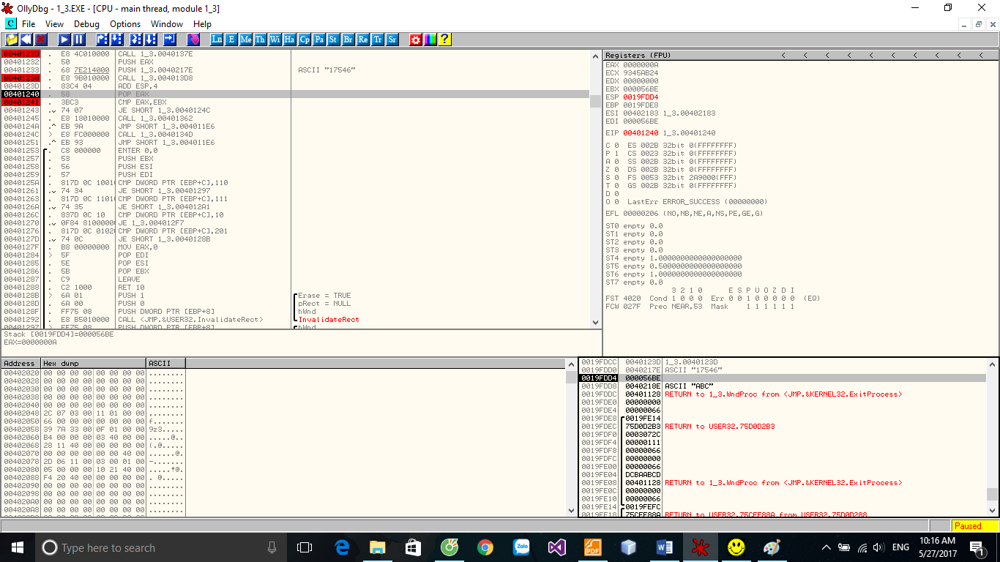 OllyDbg - 1_3.EXE - [CPU - main thread, module 1_3]
C File View Debug Options Window Help
Ln E Me Th Wi Ha Cp Pa St Br Re Tr Sr ?
0040122D . E8 4C010000 CALL 1_3.0040137E
00401232 . 50 PUSH EAX
00401233 . 68 7E214000 PUSH 1_3.0040217E ASCII "17546"
00401238 . E8 9B010000 CALL 1_3.004013D8
0040123D . 83C4 04 ADD ESP,4
00401240 . 58 POP EAX
00401241 . 3BC3 CMP EAX,EBX
00401243 .v 74 07 JE SHORT 1_3.0040124C
00401245 . E8 18010000 CALL 1_3.00401362
0040124A .^ EB 9A JMP SHORT 1_3.004011E6
0040124C > E8 FC000000 CALL 1_3.0040134D
00401251 .^ EB 93 JMP SHORT 1_3.004011E6
00401253 . C8 000000 ENTER 0,0
00401257 . 53 PUSH EBX
00401258 . 56 PUSH ESI
00401259 . 57 PUSH EDI
0040125A . 817D 0C 1001 CMP DWORD PTR [EBP+C],110
00401261 .v 74 34 JE SHORT 1_3.00401297
00401263 . 817D 0C 1101 CMP DWORD PTR [EBP+C],111
0040126A .v 74 35 JE SHORT 1_3.004012A1
0040126C . 837D 0C 10 CMP DWORD PTR [EBP+C],10
00401270 .v 0F84 8100000 JE 1_3.004012F7
00401276 . 817D 0C 0102 CMP DWORD PTR [EBP+C],201
0040127D .v 74 0C JE SHORT 1_3.0040128B
0040127F . B8 00000000 MOV EAX,0
00401284 > 5F POP EDI
00401285 . 5E POP ESI
00401286 . 5B POP EBX
00401287 . C9 LEAVE
00401288 . C2 1000 RET 10
0040128B > 6A 01 PUSH 1 Erase = TRUE
0040128D . 6A 00 PUSH 0 pRect = NULL
0040128F . FF75 08 PUSH DWORD PTR [EBP+8] hWnd
00401292 . E8 B5010000 CALL <JMP.&USER32.InvalidateRect> InvalidateRect
00401297 > FF75 08 PUSH DWORD PTR [EBP+8] hWnd
Stack [0019FDD4]=000056BE
EAX=0000000A
Registers (FPU) < < < < < < < < < <
EAX 0000000A
ECX 9345AB24
EDX 00000000
EBX 000056BE
ESP 0019FDD4
EBP 0019FDE8
ESI 00402183 1_3.00402183
EDI 000056BE
EIP 00401240 1_3.00401240
C 0 ES 002B 32bit 0(FFFFFFFF)
P 1 CS 0023 32bit 0(FFFFFFFF)
A 0 SS 002B 32bit 0(FFFFFFFF)
Z 0 DS 002B 32bit 0(FFFFFFFF)
S 0 FS 0053 32bit 2A9000(FFF)
T 0 GS 002B 32bit 0(FFFFFFFF)
D 0
O 0 LastErr ERROR_SUCCESS (00000000)
EFL 00000206 (NO,NB,NE,A,NS,PE,GE,G)
ST0 empty 0.0
ST1 empty 0.0
ST2 empty 0.0
ST3 empty 0.0
ST4 empty 1.0000000000000000000
ST5 empty 0.5000000000000000000
ST6 empty 1.0000000000000000000
ST7 empty 0.0
3 2 1 0 E S P U O Z D I
FST 4020 Cond 1 0 0 0 Err 0 0 1 0 0 0 0 0 (EQ)
FCW 027F Prec NEAR,53 Mask 1 1 1 1 1 1
Address Hex dump ASCII
00402020 00 00 00 00 00 00 00 00 ........
00402028 00 00 00 00 00 00 00 00 ........
00402030 00 00 00 00 00 00 00 00 ........
00402038 00 00 00 00 00 00 00 00 ........
00402040 00 00 00 00 00 00 00 00 ........
00402048 2C 07 03 00 11 01 00 00 ,.......
00402050 66 00 00 00 00 00 00 00 f.......
00402058 39 7A 33 00 0F 01 00 00 9z3.....
00402060 B4 00 00 00 03 40 00 00 .....@..
00402068 28 11 40 00 00 00 00 00 (.@.....
00402070 00 00 00 00 00 00 40 00 ......@.
00402078 2D 06 11 00 03 00 01 00 -.......
00402080 05 00 00 00 10 21 40 00 .....!@.
00402088 F4 20 40 00 00 00 00 00 . @.....
00402090 00 00 00 00 00 00 00 00 ........
00402098 00 00 00 00 00 00 00 00 ........
004020A0 00 00 00 00 00 00 00 00 ........
004020A8 00 00 00 00 00 00 00 00 ........
0019FDCC 0040123D 1_3.0040123D
0019FDD0 0040217E ASCII "17546"
0019FDD4 000056BE
0019FDD8 0040218E ASCII "ABC"
0019FDDC 00401128 RETURN to 1_3.WndProc from <JMP.&KERNEL32.ExitProcess>
0019FDE0 00000000
0019FDE4 00000066
0019FDE8 0019FE14
0019FDEC 75D0D2B3 RETURN to USER32.75D0D2B3
0019FDF0 0003072C
0019FDF4 00000111
0019FDF8 00000066
0019FDFC 00000000
0019FE00 00000066
0019FE04 DCBAABCD
0019FE08 00401128 RETURN to 1_3.WndProc from <JMP.&KERNEL32.ExitProcess>
0019FE0C 00000000
0019FE10 00000066
0019FE14 0019FEFC
0019FE18 75CEE88A RETURN to USER32.75CEE88A from USER32.75D0D288
Paused
Type here to search
Zalo
PDF
ENG
10:16 AM
5/27/2017
1